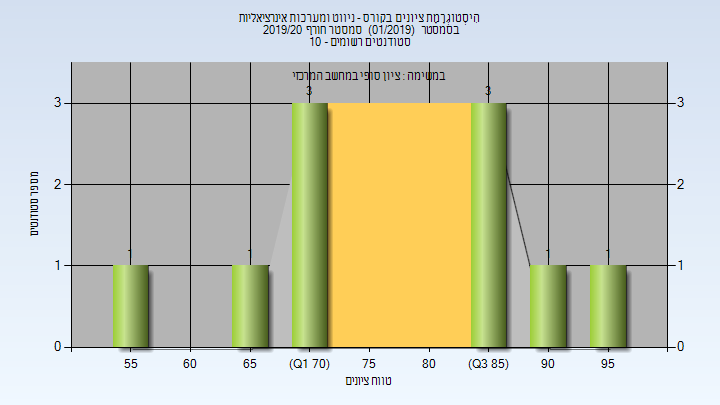 היסטוגרמת ציונים בקורס - ניווט ומערכות אינרציאליות
בסמסטר (01/2019) סמסטר חורף 2019/20
סטודנטים רשומים - 10
במשימה : ציון סופי במחשב המרכזי
3 3
3 3
מספר סטודנטים
2 2
1 1 1 1
1 1
0 0
55 60 65 (Q1 70) 75 80 (Q3 85) 90 95
טווח ציונים